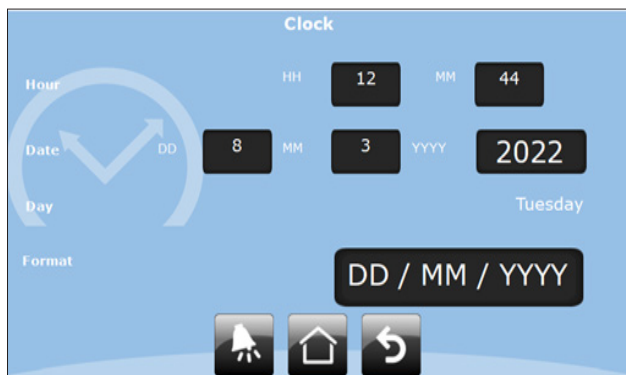 Clock
Hour HH 12 MM 44
Date DD 8 MM 3 YYYY 2022
Day Tuesday
Format DD / MM / YYYY